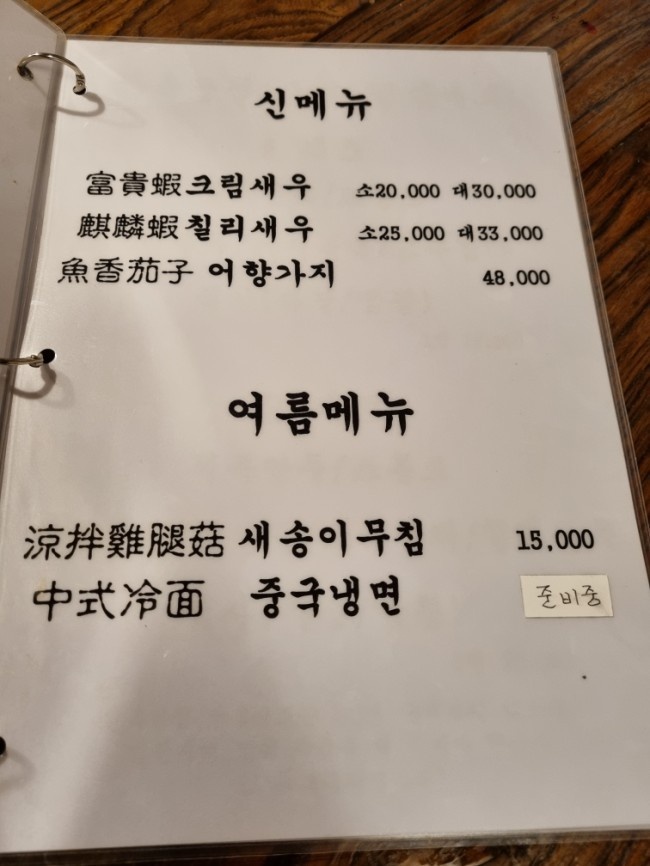 신메뉴
富貴蝦 크림새우 소20,000 대30,000
麒麟蝦 칠리새우 소25,000 대33,000
魚香茄子 어향가지 48,000
여름메뉴
涼拌雞腿菇 새송이무침 15,000
中式冷面 중국냉면 준비중